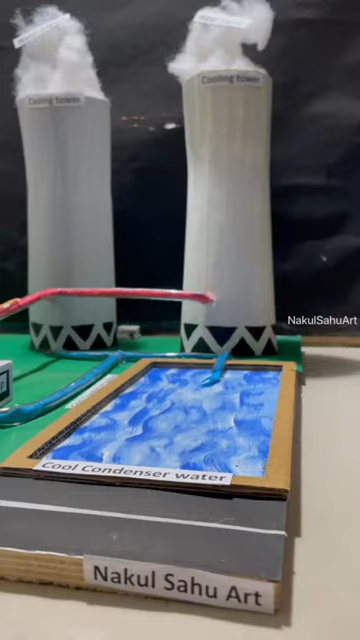 Cooling tower
Cooling tower
NakulSahuArt
Cool Condenser water
Nakul Sahu Art